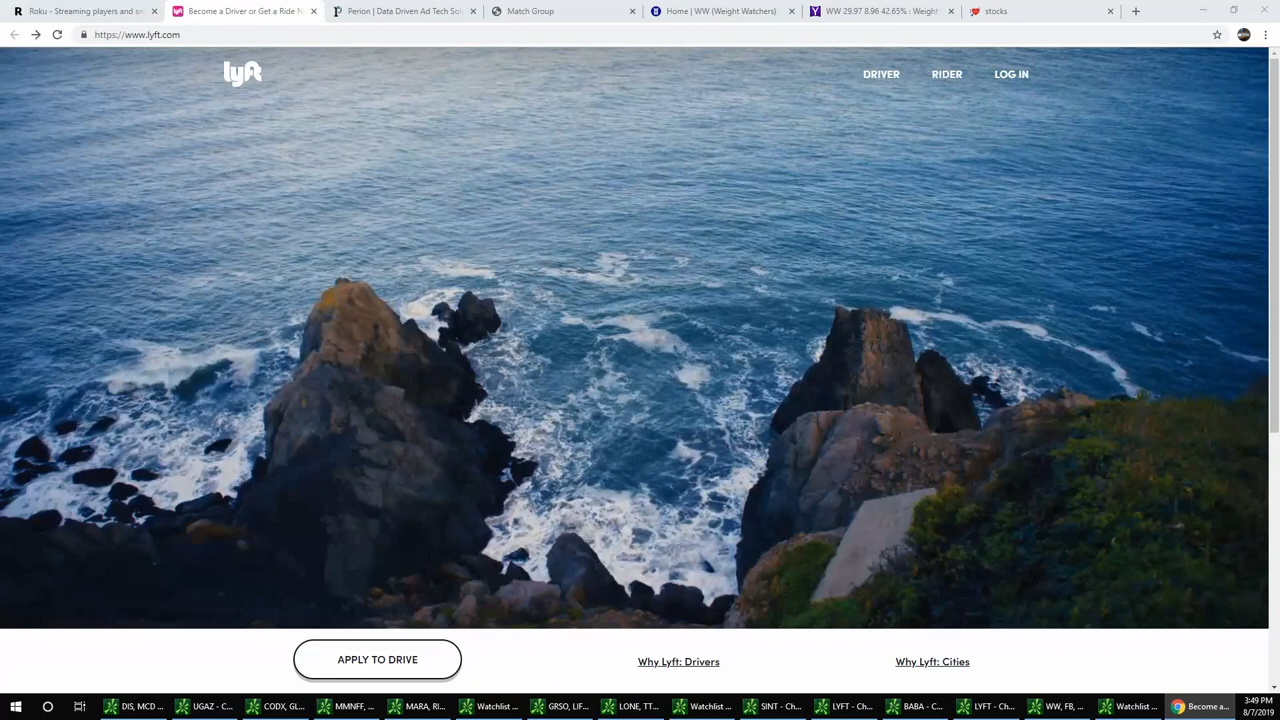 Roku - Streaming players and sm
Become a Driver or Get a Ride N
Perion | Data Driven Ad Tech Sol
Match Group
Home | WW (Weight Watchers)
WW 29.97 8.96 42.65% : Weight
stocks
https://www.lyft.com
lyft
DRIVER
RIDER
LOG IN
APPLY TO DRIVE
Why Lyft: Drivers
Why Lyft: Cities
DIS, MCD ...
UGAZ - C...
CODX, G...
MMNFF, ...
MARA, RI...
Watchlist ...
GRSO, LIF...
LONE, TT...
Watchlist ...
SINT - Ch...
LYFT - Ch...
BABA - C...
LYFT - Ch...
WW, FB, ...
Watchlist ...
Become a...
3:49 PM
8/7/2019